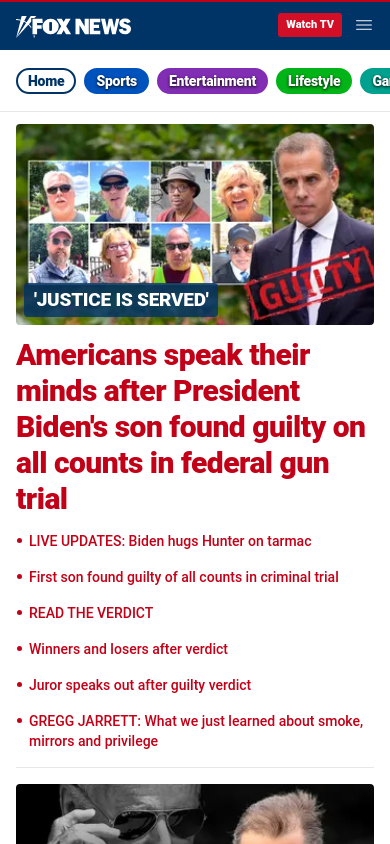 FOX NEWS
Watch TV
Home
Sports
Entertainment
Lifestyle
GUILTY
'JUSTICE IS SERVED'
Americans speak their
minds after President
Biden's son found guilty on
all counts in federal gun
trial
• LIVE UPDATES: Biden hugs Hunter on tarmac
• First son found guilty of all counts in criminal trial
• READ THE VERDICT
• Winners and losers after verdict
• Juror speaks out after guilty verdict
• GREGG JARRETT: What we just learned about smoke,
mirrors and privilege